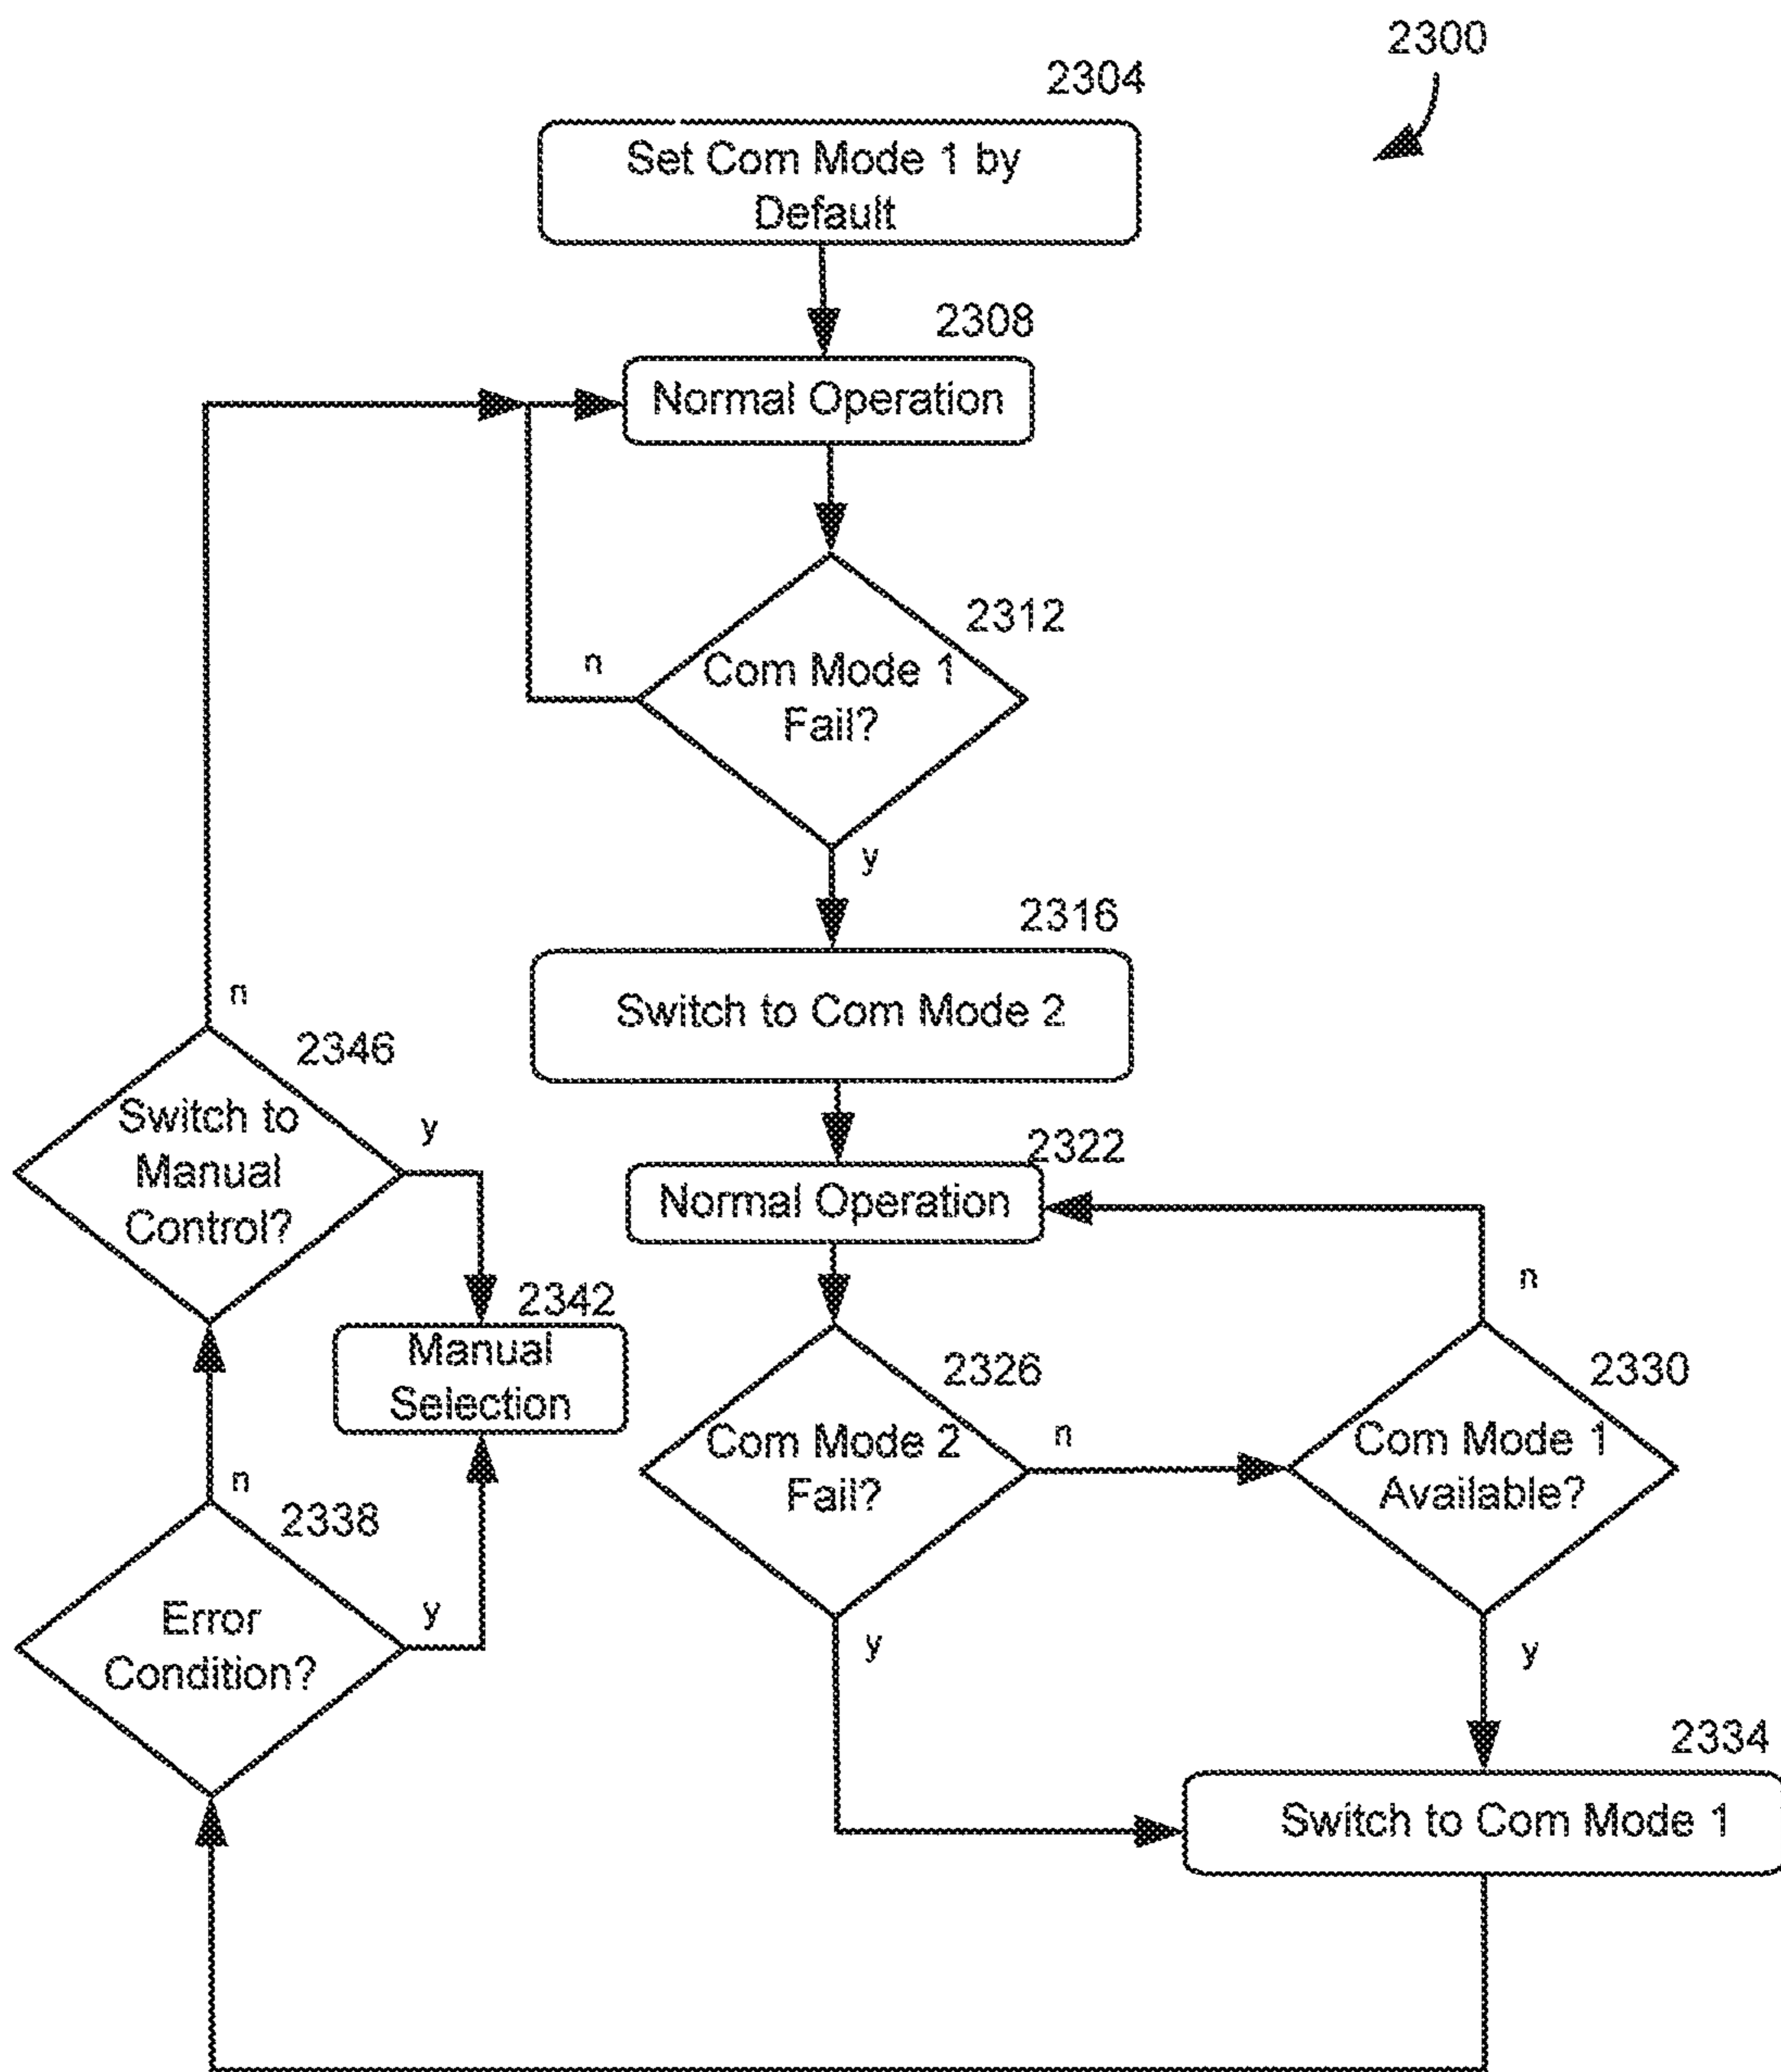 2300
2304
Set Com Mode 1 by
Default
2308
Normal Operation
2312
n
Com Mode 1
Fail?
y
2316
Switch to Com Mode 2
n
2346
Switch to
Manual
Control?
y
2322
Normal Operation
n
2342
Manual
Selection
2326
Com Mode 2
Fail?
n
y
2330
Com Mode 1
Available?
y
n
2338
Error
Condition?
y
2334
Switch to Com Mode 1